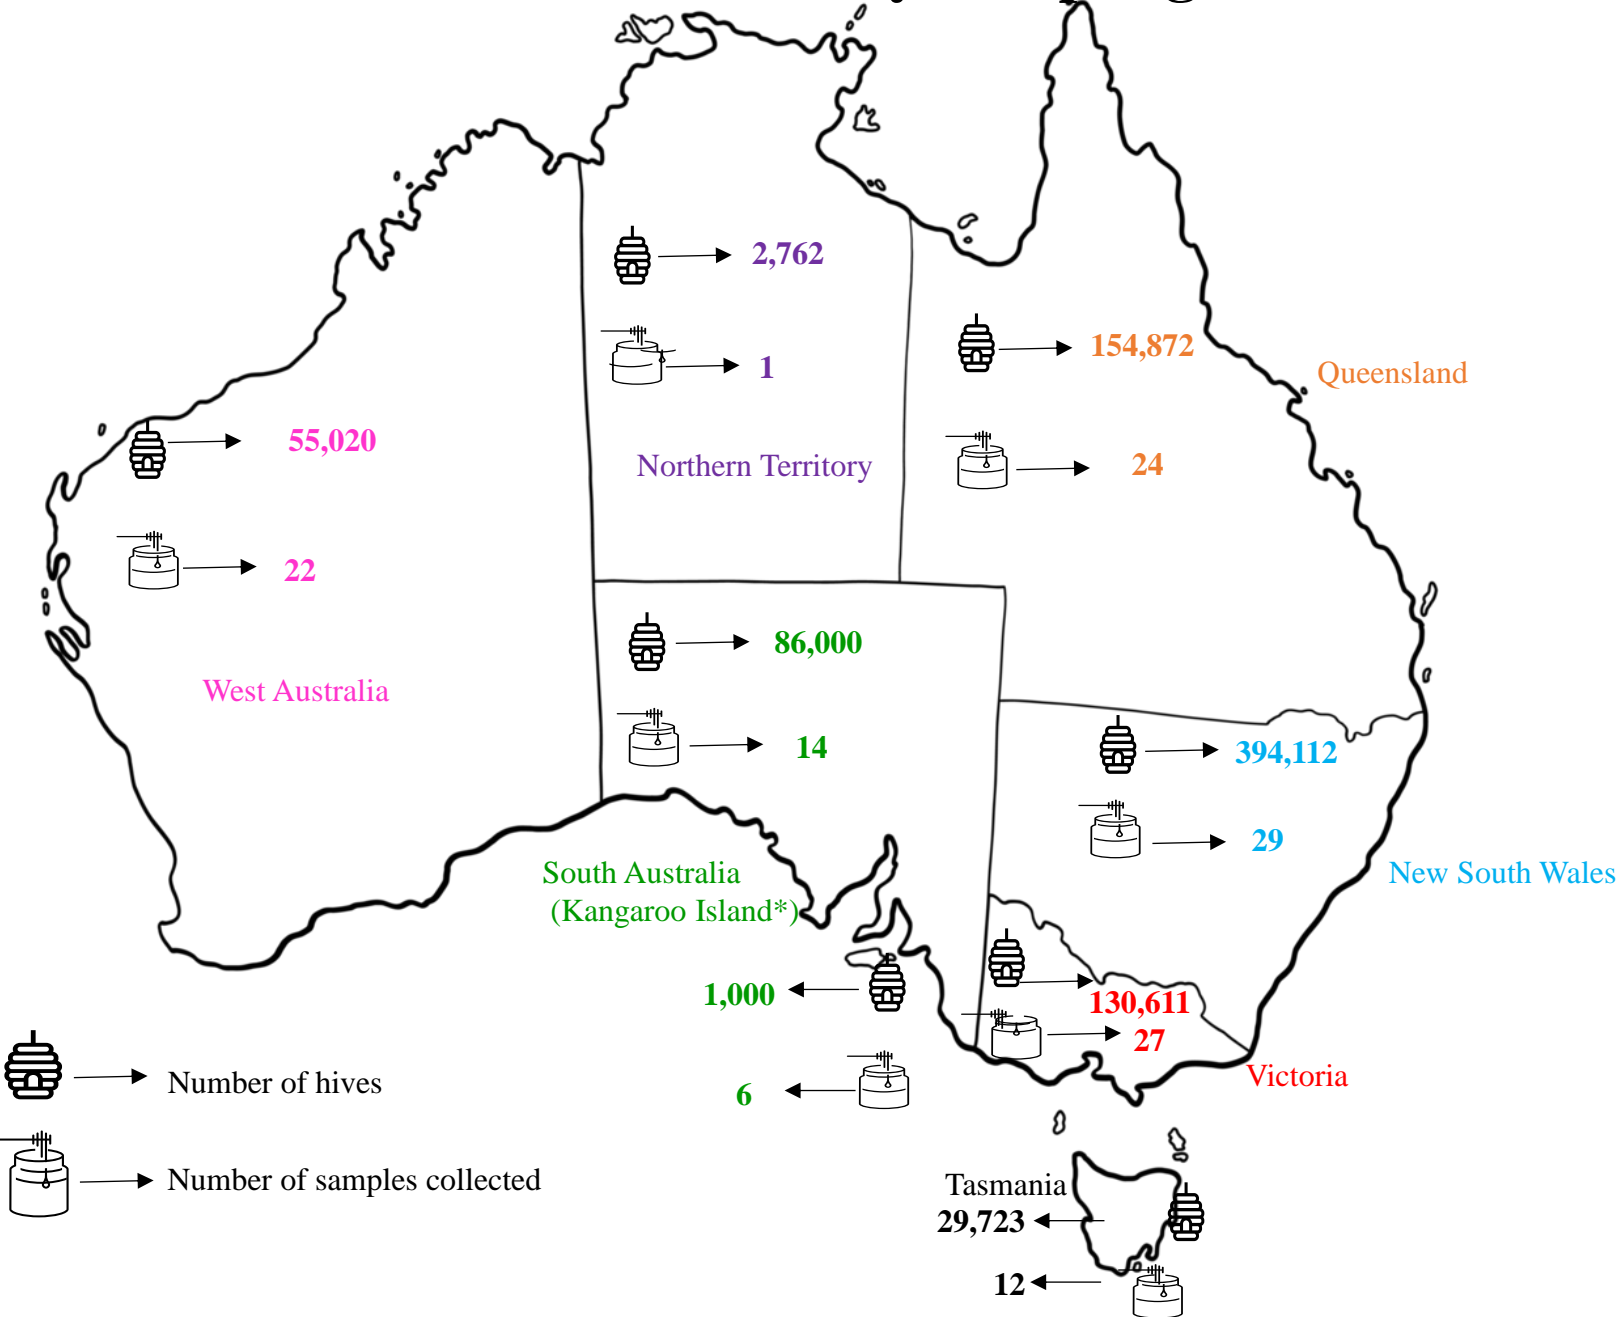 2,762
1
Northern Territory
154,872
Queensland
24
55,020
22
West Australia
86,000
14
South Australia
(Kangaroo Island*)
394,112
29
New South Wales
1,000
6
130,611
27
Victoria
Number of hives
Number of samples collected
Tasmania
29,723
12